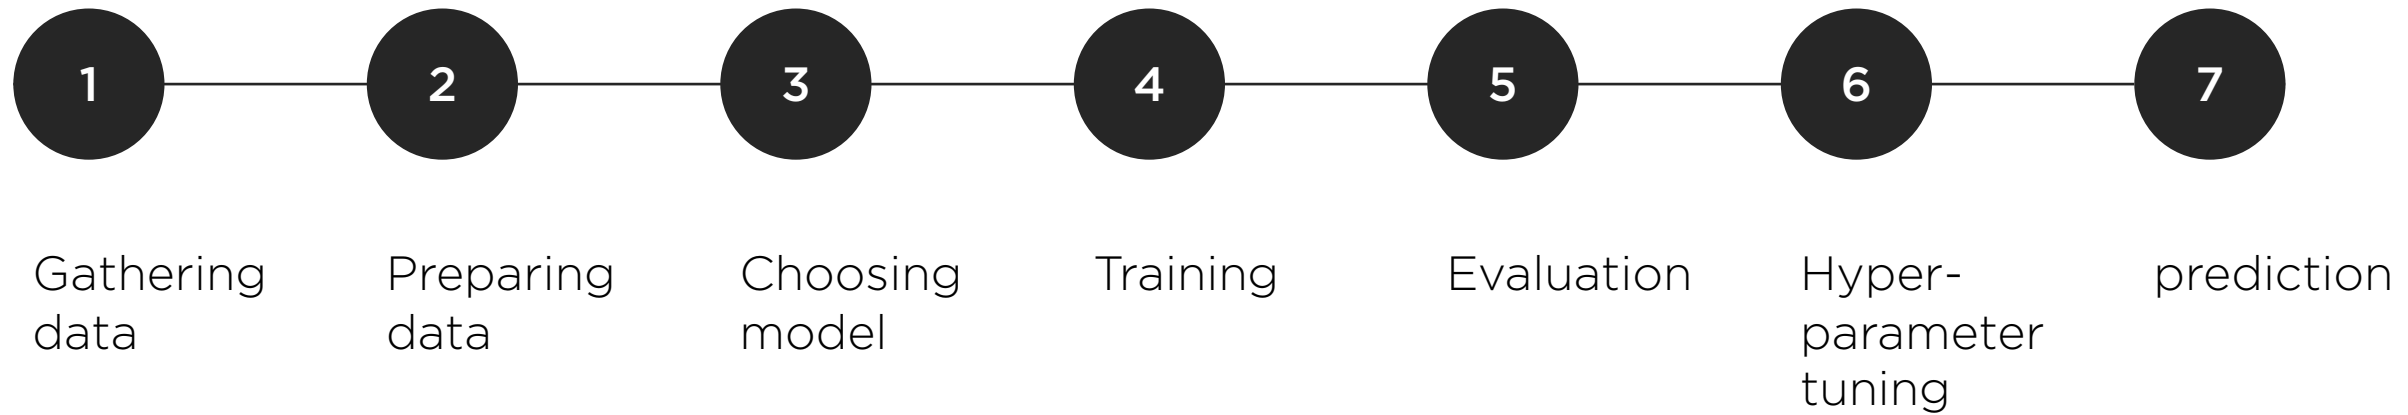 1
2
3
4
5
6
7
Gathering
data
Preparing
data
Choosing
model
Training
Evaluation
Hyper-
parameter
tuning
prediction